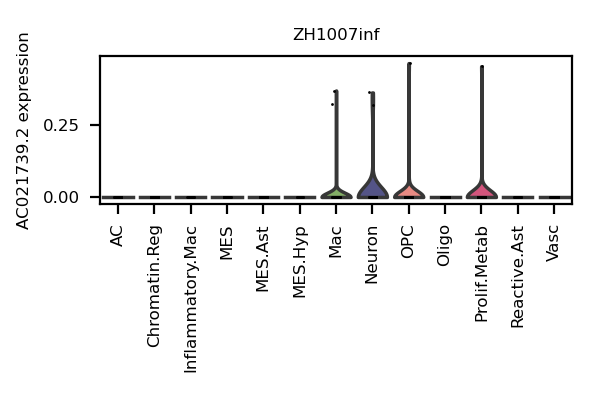 ZH1007inf
AC021739.2 expression
0.25
0.00
AC
Chromatin.Reg
Inflammatory.Mac
MES
MES.Ast
MES.Hyp
Mac
Neuron
OPC
Oligo
Prolif.Metab
Reactive.Ast
Vasc